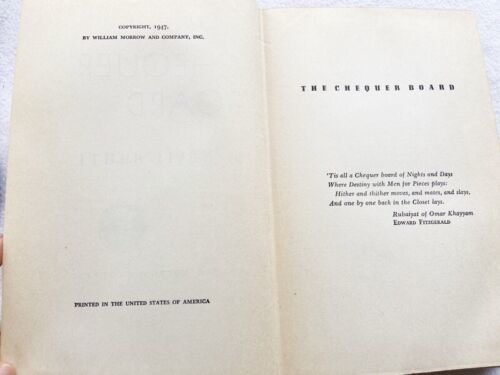 COPYRIGHT, 1947,
BY WILLIAM MORROW AND COMPANY, INC.
PRINTED IN THE UNITED STATES OF AMERICA
THE CHEQUER BOARD
'Tis all a Chequer board of Nights and Days
Where Destiny with Men for Pieces plays:
Hither and thither moves, and mates, and slays,
And one by one back in the Closet lays.
Rubaiyat of Omar Khayyam
EDWARD FITZGERALD